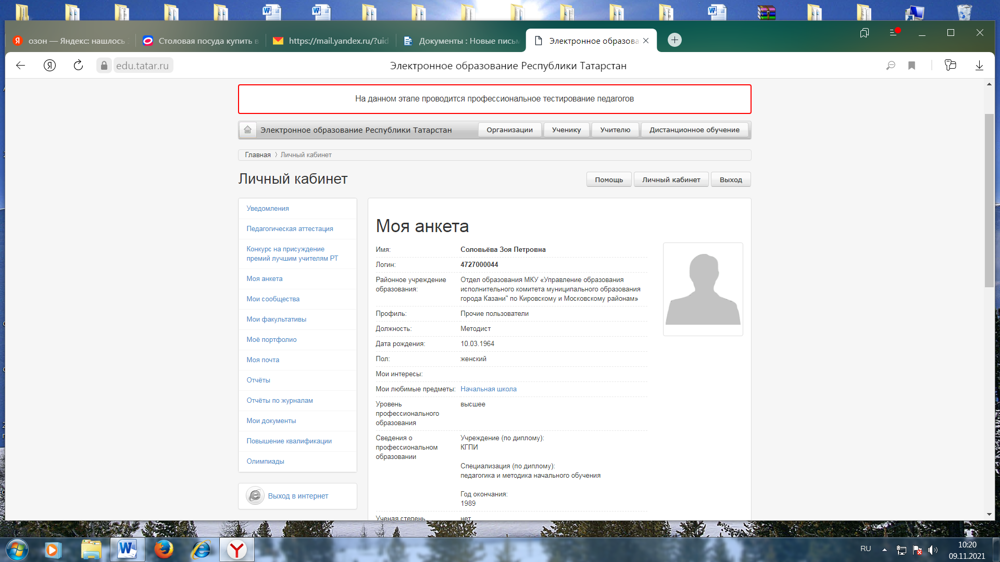 озон — Яндекс: нашлось
Столовая посуда купить в
https://mail.yandex.ru/?uid
Документы : Новые письм
Электронное образова
edu.tatar.ru
Электронное образование Республики Татарстан
На данном этапе проводится профессиональное тестирование педагогов
Электронное образование Республики Татарстан
Организации
Ученику
Учителю
Дистанционное обучение
Главная 〉Личный кабинет
Личный кабинет
Помощь
Личный кабинет
Выход
Уведомления
Педагогическая аттестация
Конкурс на присуждение
премий лучшим учителям РТ
Моя анкета
Мои сообщества
Мои факультативы
Моё портфолио
Моя почта
Отчёты
Отчёты по журналам
Мои документы
Повышение квалификации
Олимпиады
Выход в интернет
Моя анкета
Имя: Соловьёва Зоя Петровна
Логин: 4727000044
Районное учреждение Отдел образования МКУ «Управление образования
образования: исполнительного комитета муниципального образования
города Казани" по Кировскому и Московскому районам»
Профиль: Прочие пользователи
Должность: Методист
Дата рождения: 10.03.1964
Пол: женский
Мои интересы:
Мои любимые предметы: Начальная школа
Уровень высшее
профессионального
образования
Сведения о Учреждение (по диплому):
профессиональном КГПИ
образовании
Специализация (по диплому):
педагогика и методика начального обучения
Год окончания:
1989
Ученая степень нет
RU
10:20
09.11.2021